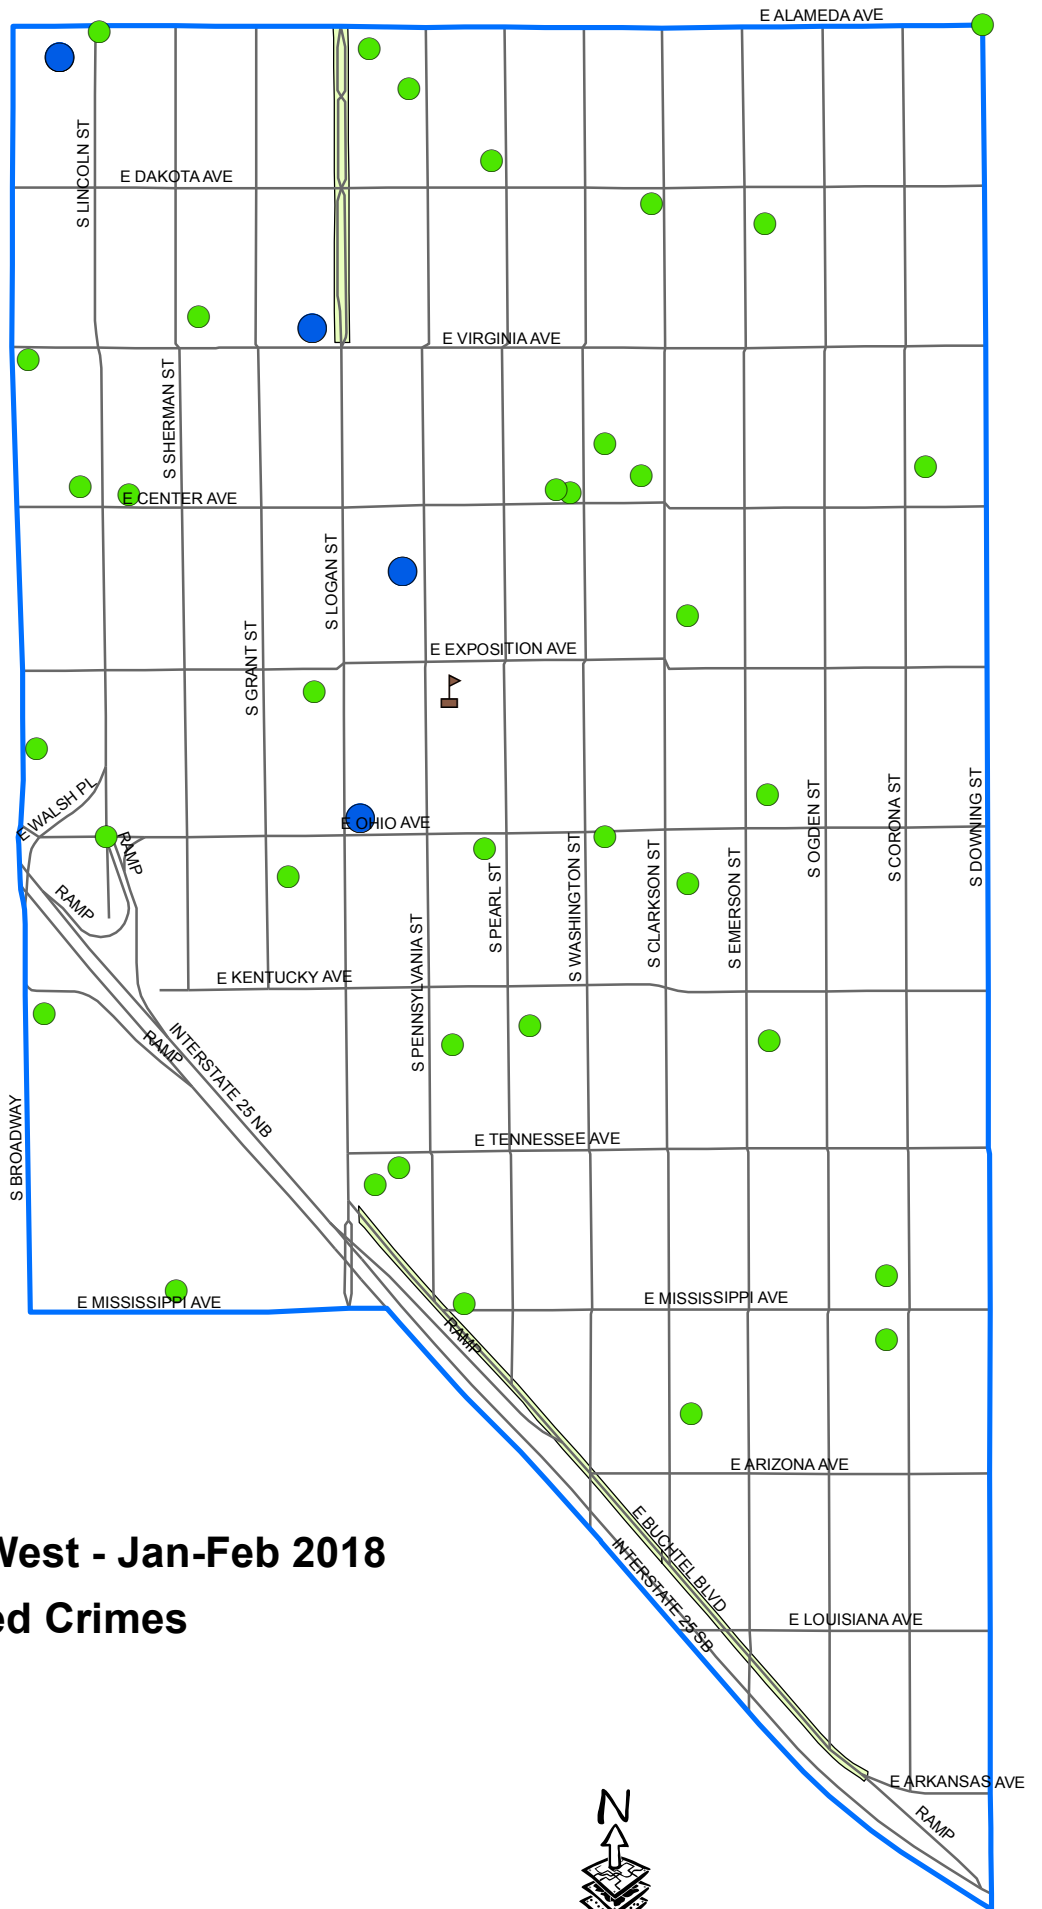 E ALAMEDA AVE
S LINCOLN ST
E DAKOTA AVE
E VIRGINIA AVE
S SHERMAN ST
E CENTER AVE
S LOGAN ST
S GRANT ST
E EXPOSITION AVE
E WALSH PL
RAMP
E OHIO AVE
RAMP
S PEARL ST
S WASHINGTON ST
S CLARKSON ST
S EMERSON ST
S OGDEN ST
S CORONA ST
S DOWNING ST
S PENNSYLVANIA ST
E KENTUCKY AVE
RAMP
INTERSTATE 25 NB
S BROADWAY
E TENNESSEE AVE
E MISSISSIPPI AVE
E MISSISSIPPI AVE
RAMP
E ARIZONA AVE
E BUCHTEL BLVD
INTERSTATE 25 SB
West - Jan-Feb 2018
ed Crimes
E LOUISIANA AVE
E ARKANSAS AVE
RAMP
N